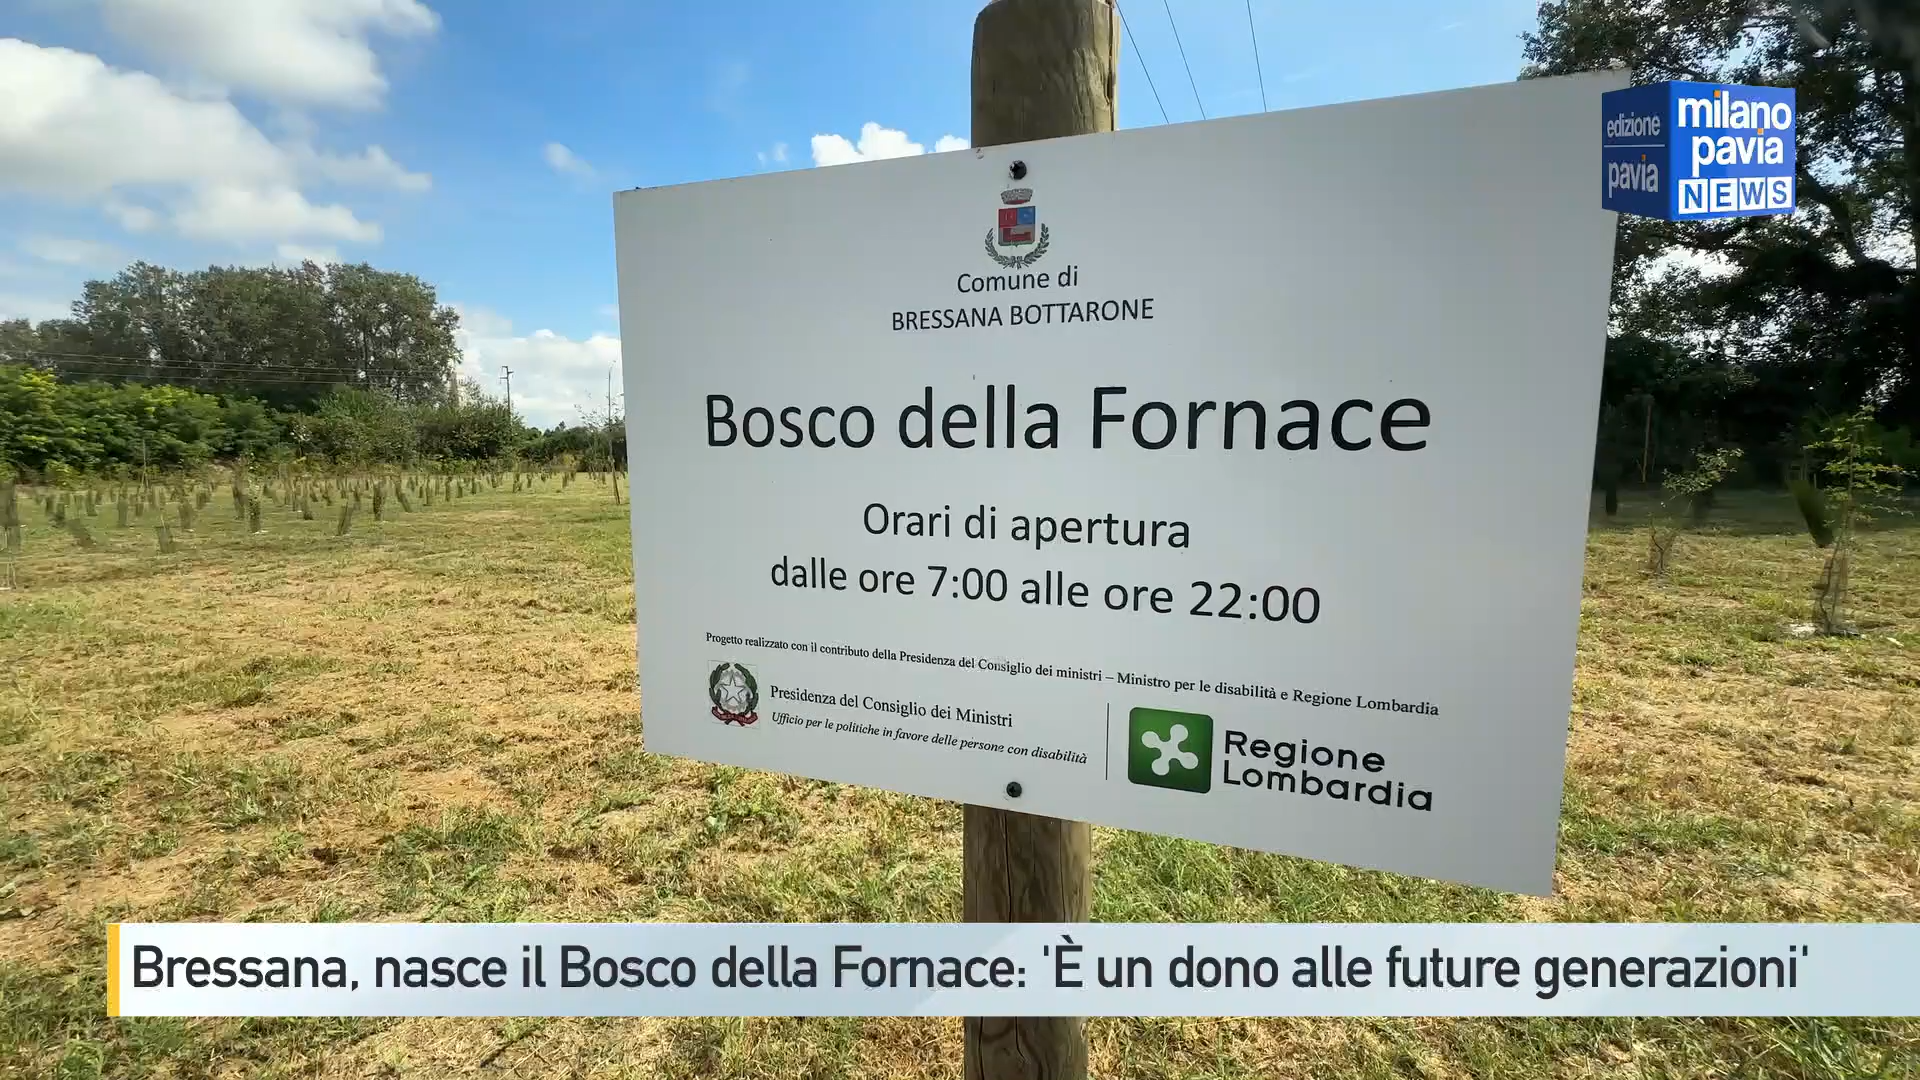 edizione
pavia
milano
pavia
NEWS
Comune di
BRESSANA BOTTARONE
Bosco della Fornace
Orari di apertura
dalle ore 7:00 alle ore 22:00
Progetto realizzato con il contributo della Presidenza del Consiglio dei ministri – Ministro per le disabilità e Regione Lombardia
Presidenza del Consiglio dei Ministri
Ufficio per le politiche in favore delle persone con disabilità
Regione
Lombardia
Bressana, nasce il Bosco della Fornace: 'È un dono alle future generazioni'